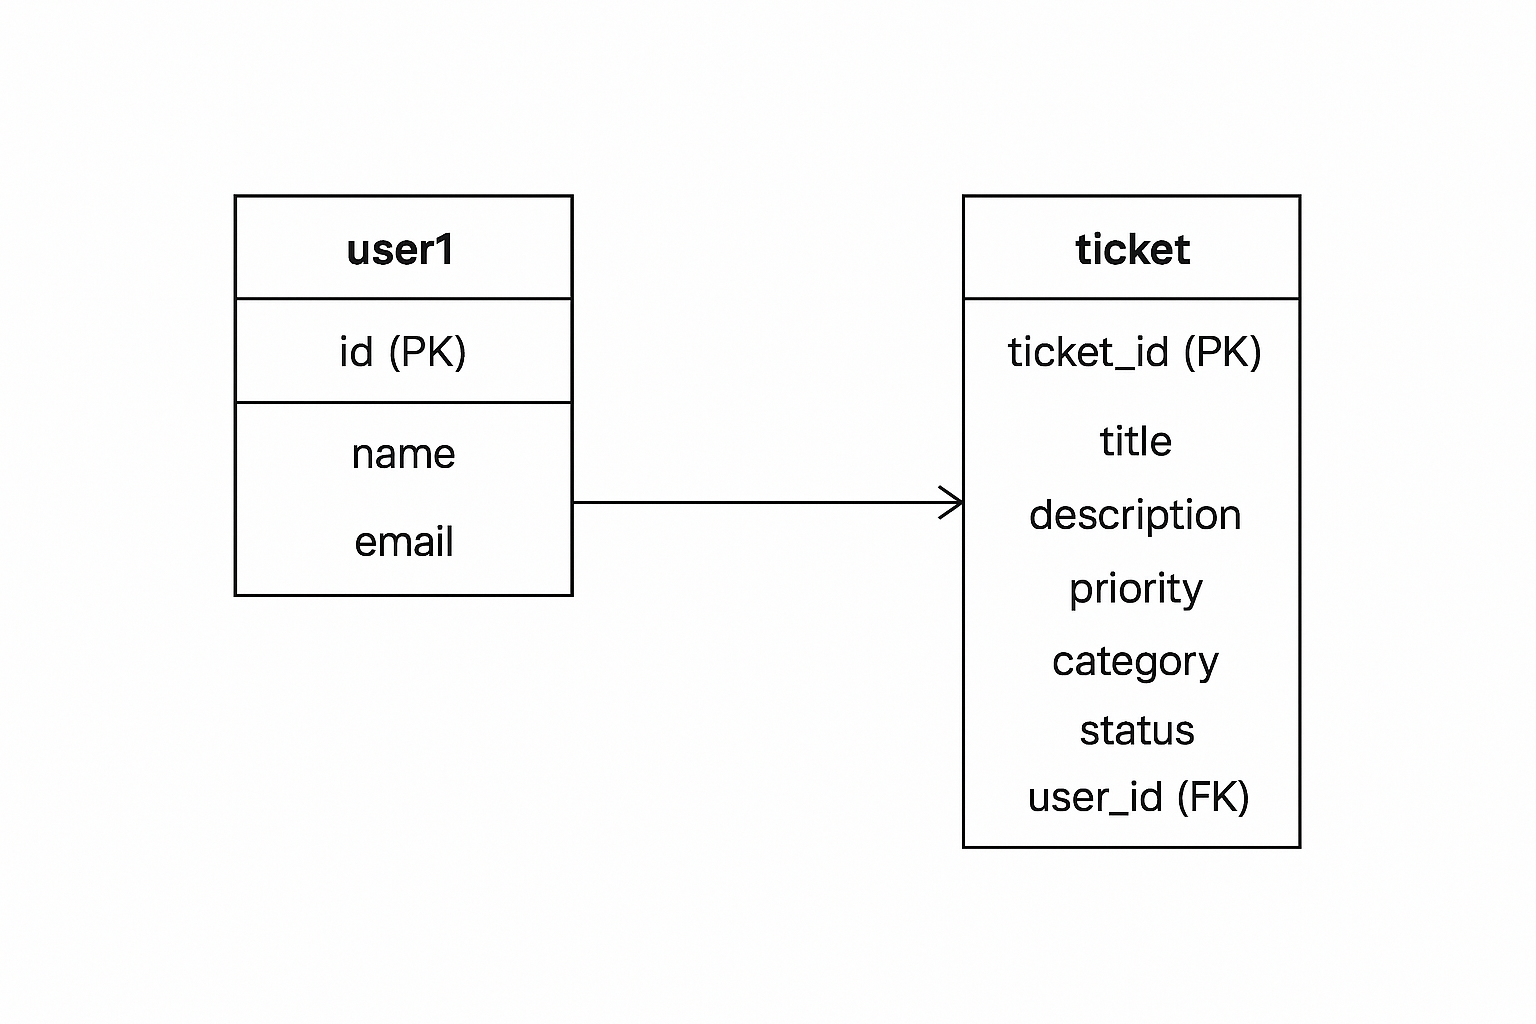 user1
id (PK)
name
email
ticket
ticket_id (PK)
title
description
priority
category
status
user_id (FK)